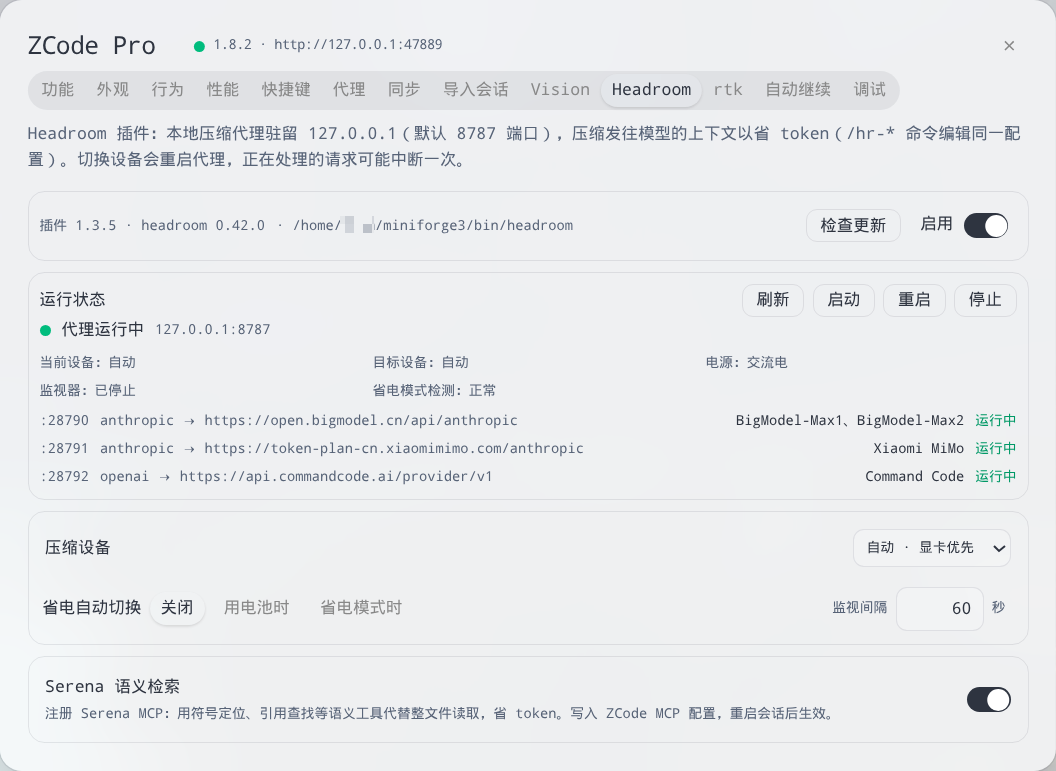 ZCode Pro 1.8.2 · http://127.0.0.1:47889 ×
功能 外观 行为 性能 快捷键 代理 同步 导入会话 Vision Headroom rtk 自动继续 调试
Headroom 插件: 本地压缩代理驻留 127.0.0.1(默认 8787 端口), 压缩发往模型的上下文以省 token(/hr-* 命令编辑同一配
置)。切换设备会重启代理, 正在处理的请求可能中断一次。
插件 1.3.5 · headroom 0.42.0 · /home/ /miniforge3/bin/headroom 检查更新 启用
运行状态 刷新 启动 重启 停止
代理运行中 127.0.0.1:8787
当前设备: 自动 目标设备: 自动 电源: 交流电
监视器: 已停止 省电模式检测: 正常
:28790 anthropic → https://open.bigmodel.cn/api/anthropic BigModel-Max1、BigModel-Max2 运行中
:28791 anthropic → https://token-plan-cn.xiaomimimo.com/anthropic Xiaomi MiMo 运行中
:28792 openai → https://api.commandcode.ai/provider/v1 Command Code 运行中
压缩设备 自动 · 显卡优先
省电自动切换 关闭 用电池时 省电模式时 监视间隔 60 秒
Serena 语义检索
注册 Serena MCP: 用符号定位、引用查找等语义工具代替整文件读取, 省 token。写入 ZCode MCP 配置, 重启会话后生效。